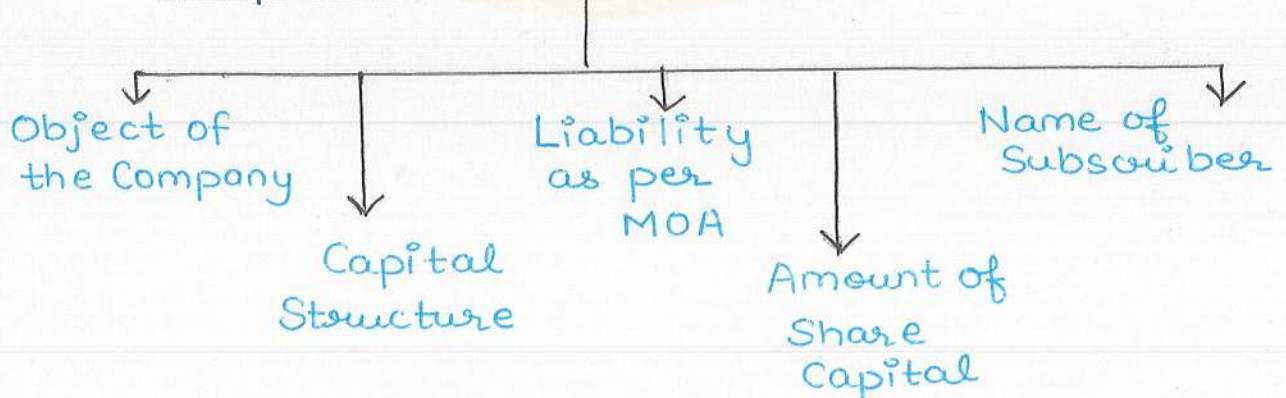 Object of
the Company
Capital
Structure
Liability
as per
MOA
Amount of
Share
Capital
Name of
Subscriber